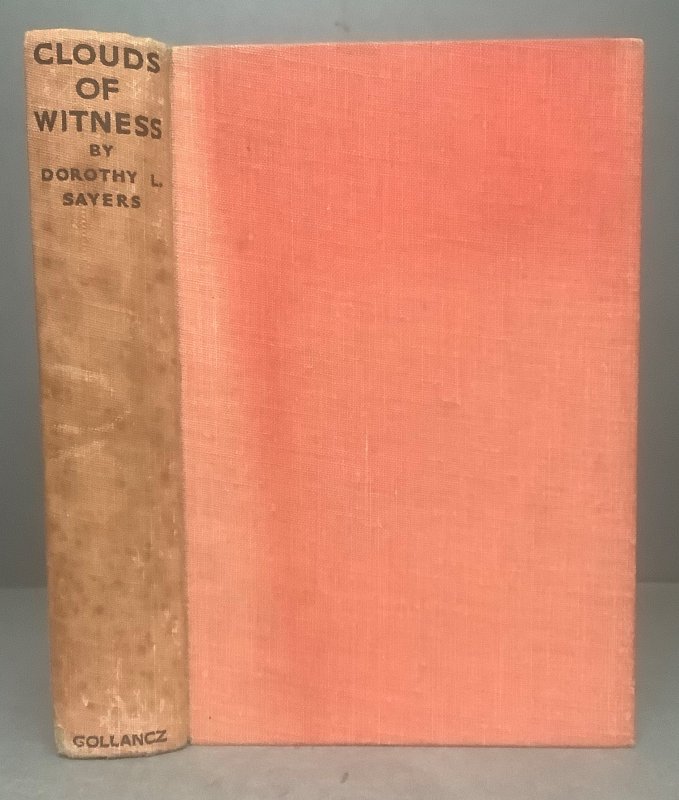 CLOUDS
OF
WITNESS
BY
DOROTHY L.
SAYERS
GOLLANCZ